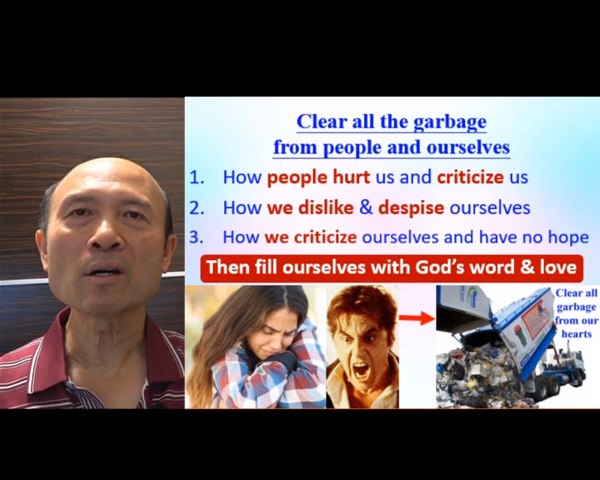 Clear all the garbage
from people and ourselves
1. How people hurt us and criticize us
2. How we dislike & despise ourselves
3. How we criticize ourselves and have no hope
Then fill ourselves with God's word & love
Clear all
garbage
from our
hearts